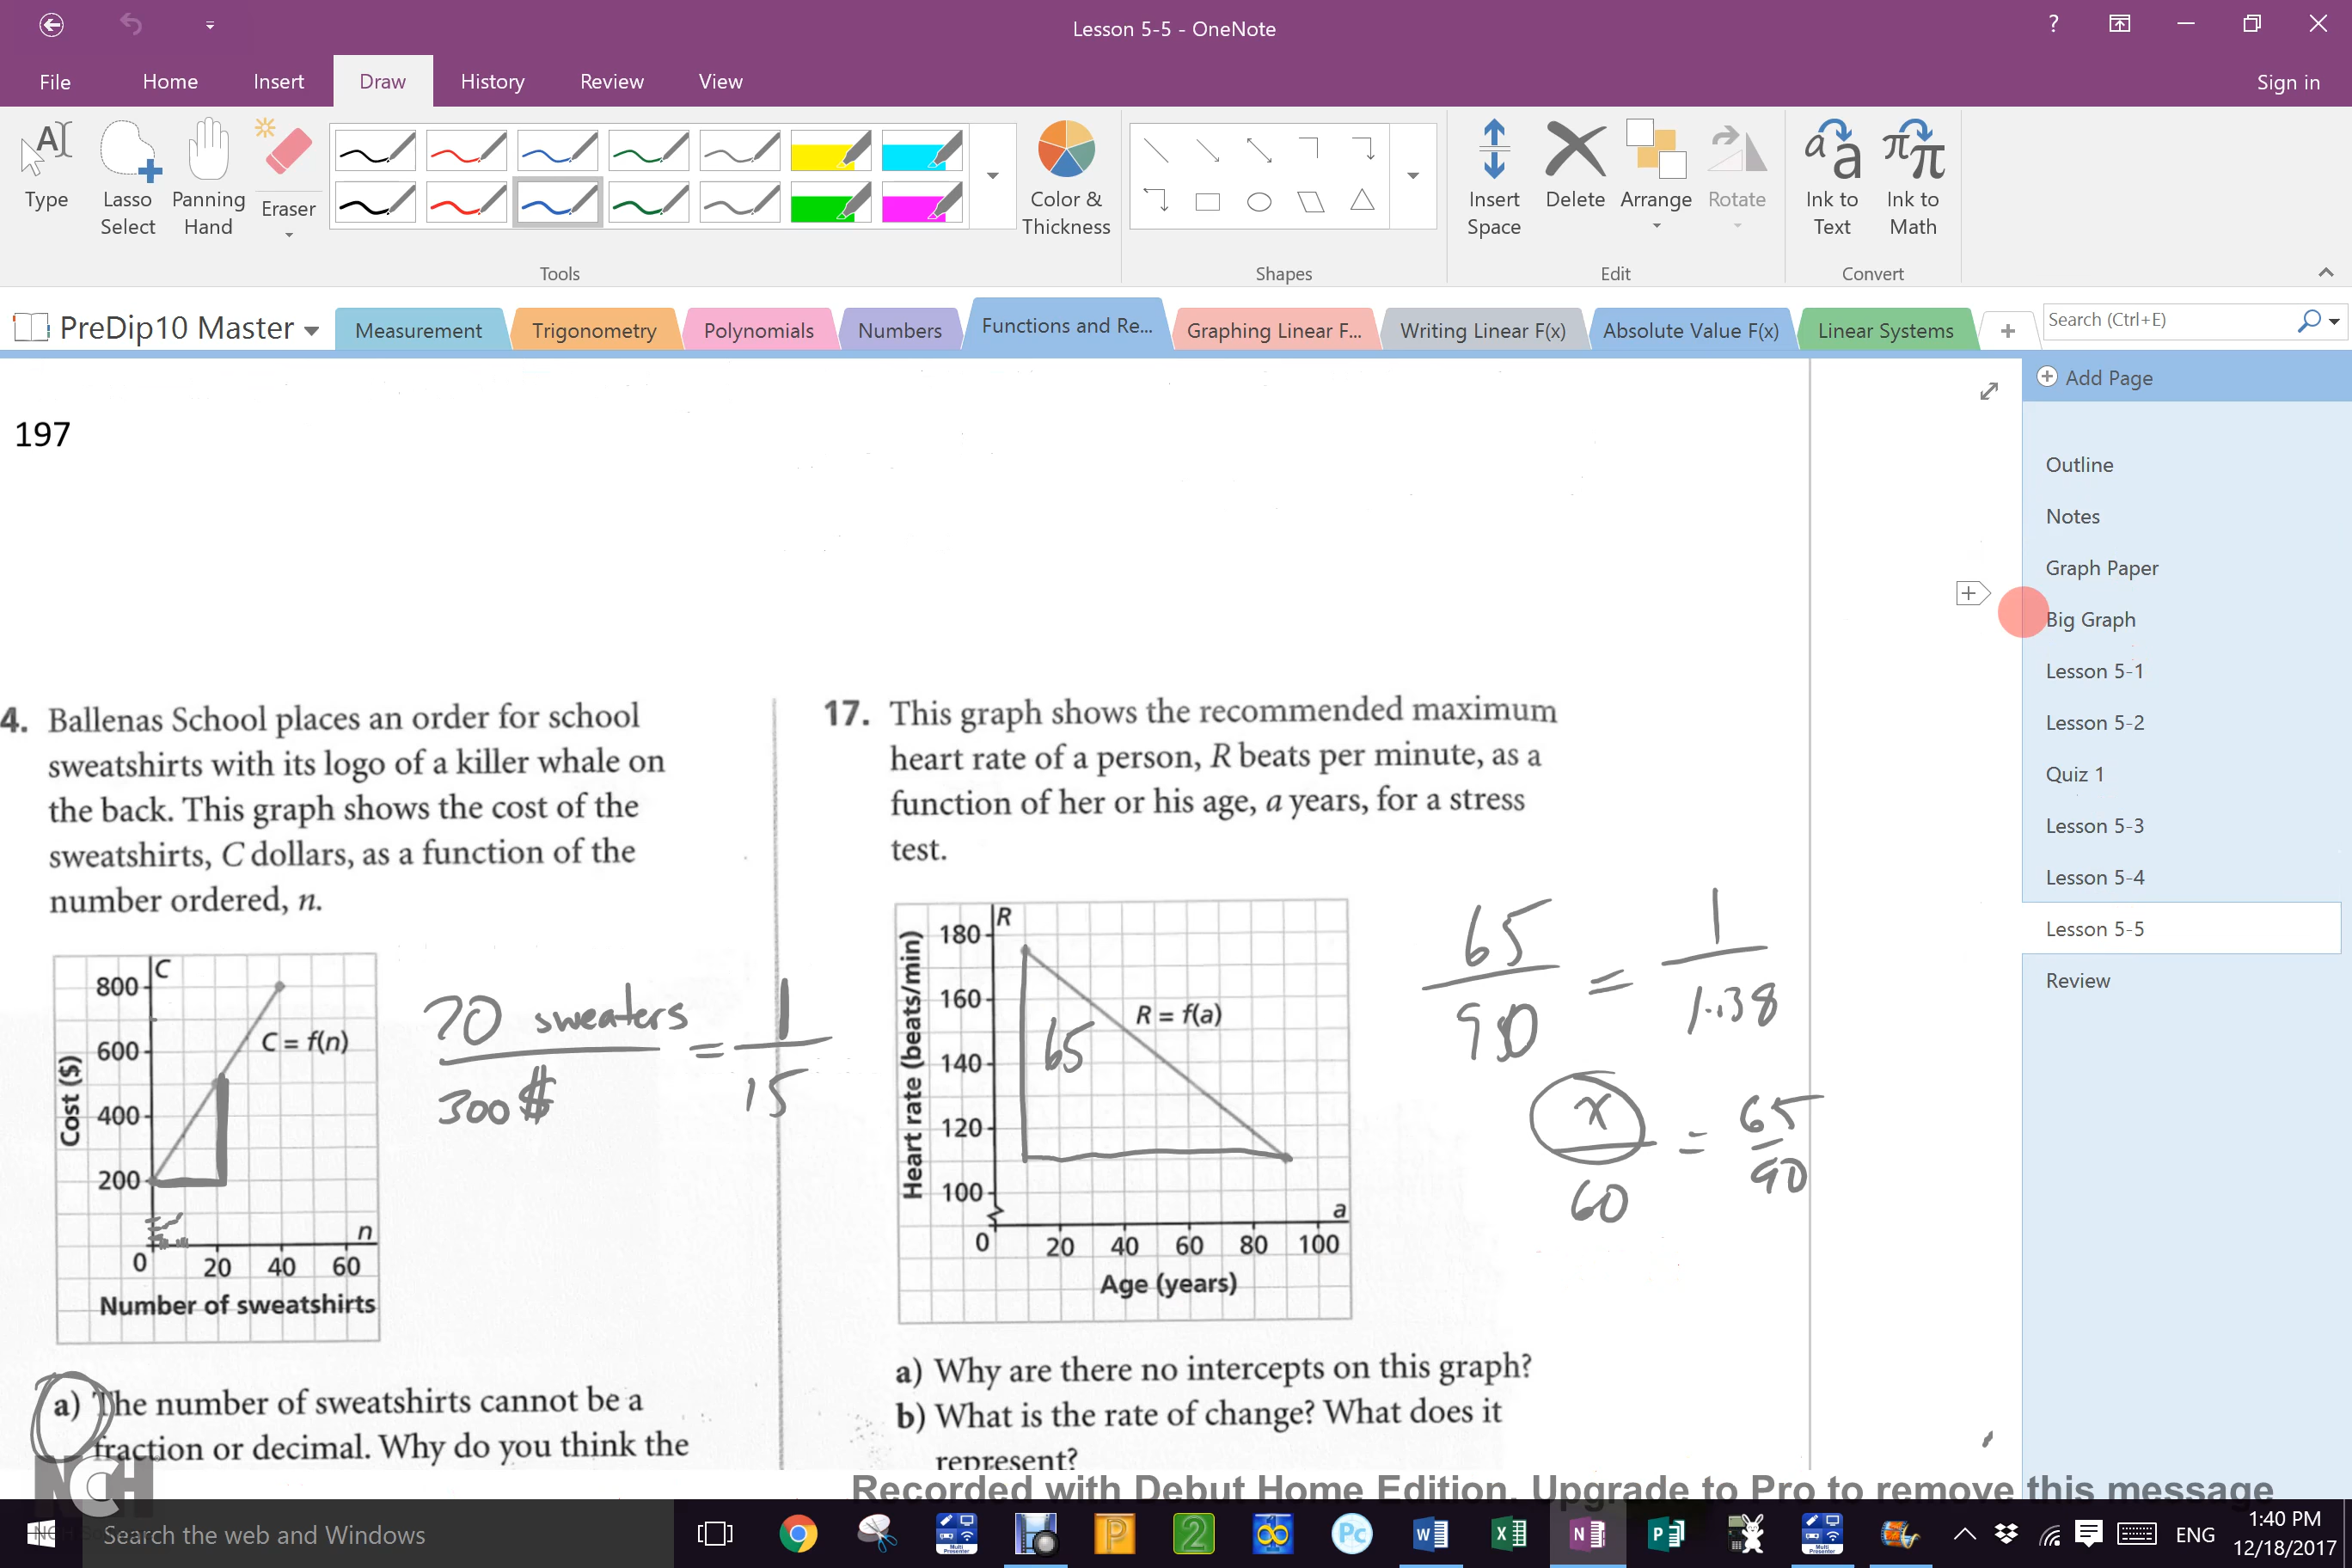 Lesson 5-5 - OneNote
?
File Home Insert Draw History Review View Sign in
Type
Lasso Select
Panning Hand
Eraser
Color & Thickness
Insert Space
Delete
Arrange
Rotate
Ink to Text
Ink to Math
Tools Shapes Edit Convert
PreDip10 Master
Measurement Trigonometry Polynomials Numbers Functions and Re... Graphing Linear F... Writing Linear F(x) Absolute Value F(x) Linear Systems +
Search (Ctrl+E)
Add Page
Outline
Notes
Graph Paper
Big Graph
Lesson 5-1
Lesson 5-2
Quiz 1
Lesson 5-3
Lesson 5-4
Lesson 5-5
Review
197
4. Ballenas School places an order for school
sweatshirts with its logo of a killer whale on
the back. This graph shows the cost of the
sweatshirts, C dollars, as a function of the
number ordered, n.
C
800
600
400
200
0 20 40 60
n
C = f(n)
Cost ($)
Number of sweatshirts
20 sweaters
300 $
= 1
15
a) The number of sweatshirts cannot be a
fraction or decimal. Why do you think the
17. This graph shows the recommended maximum
heart rate of a person, R beats per minute, as a
function of her or his age, a years, for a stress
test.
R
180
160
140
120
100
0 20 40 60 80 100
a
R = f(a)
65
Heart rate (beats/min)
Age (years)
65
90
= 1
1.38
x
60
= 65
90
a) Why are there no intercepts on this graph?
b) What is the rate of change? What does it
represent?
NCH
Recorded with Debut Home Edition. Upgrade to Pro to remove this message
Search the web and Windows
ENG
1:40 PM
12/18/2017